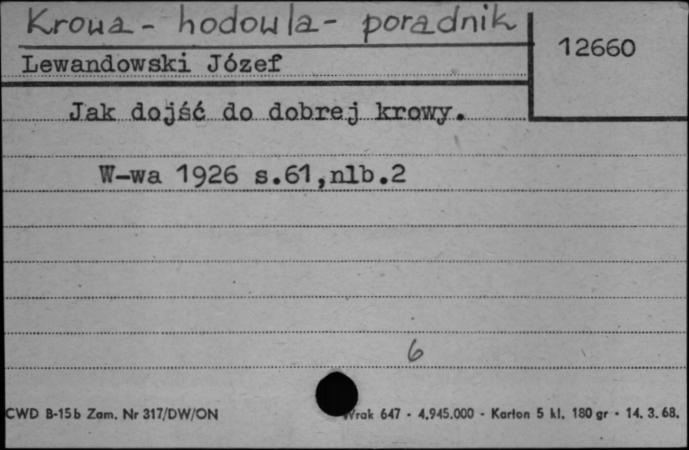 Krowa - hodowla - poradnik
12660
Lewandowski Józef
Jak dojść do dobrej krowy.
W-wa 1926 s.61,nlb.2
6
CWD B-15b Zam. Nr 317/DW/ON
647 - 4.945.000 - Karton 5 kl. 180 gr - 14. 3. 68.